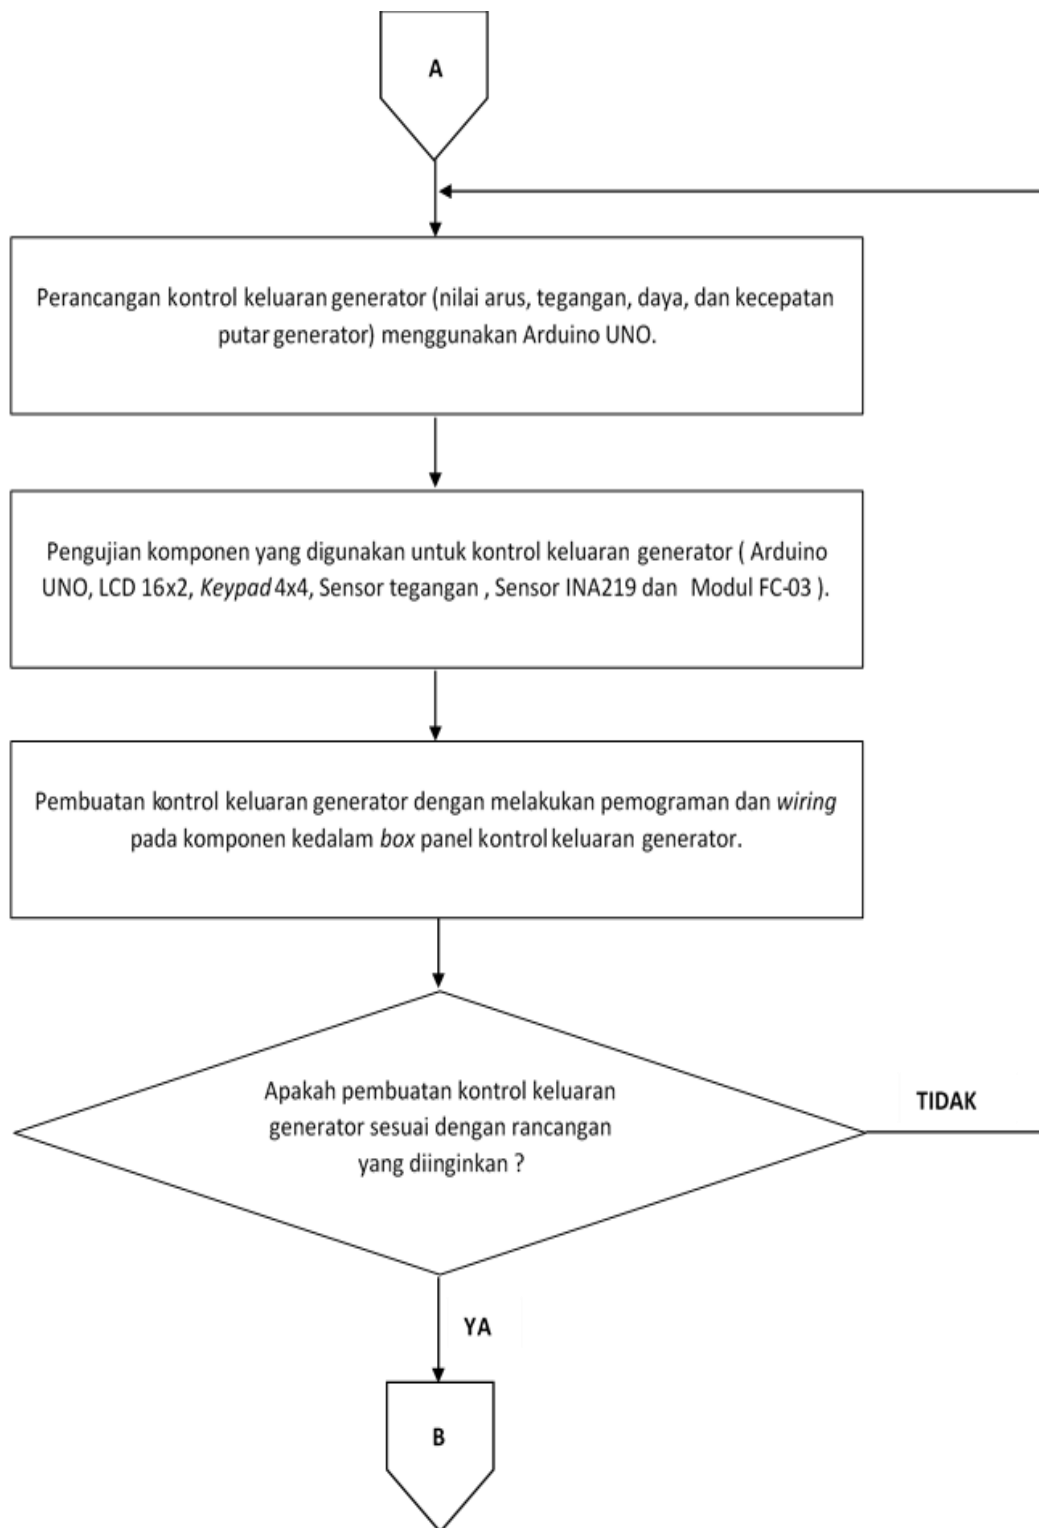 A
Perancangan kontrol keluaran generator (nilai arus, tegangan, daya, dan kecepatan
putar generator) menggunakan Arduino UNO.
Pengujian komponen yang digunakan untuk kontrol keluaran generator ( Arduino
UNO, LCD 16x2, Keypad 4x4, Sensor tegangan , Sensor INA219 dan Modul FC-03 ).
Pembuatan kontrol keluaran generator dengan melakukan pemograman dan wiring
pada komponen kedalam box panel kontrol keluaran generator.
Apakah pembuatan kontrol keluaran
generator sesuai dengan rancangan
yang diinginkan ?
TIDAK
YA
B